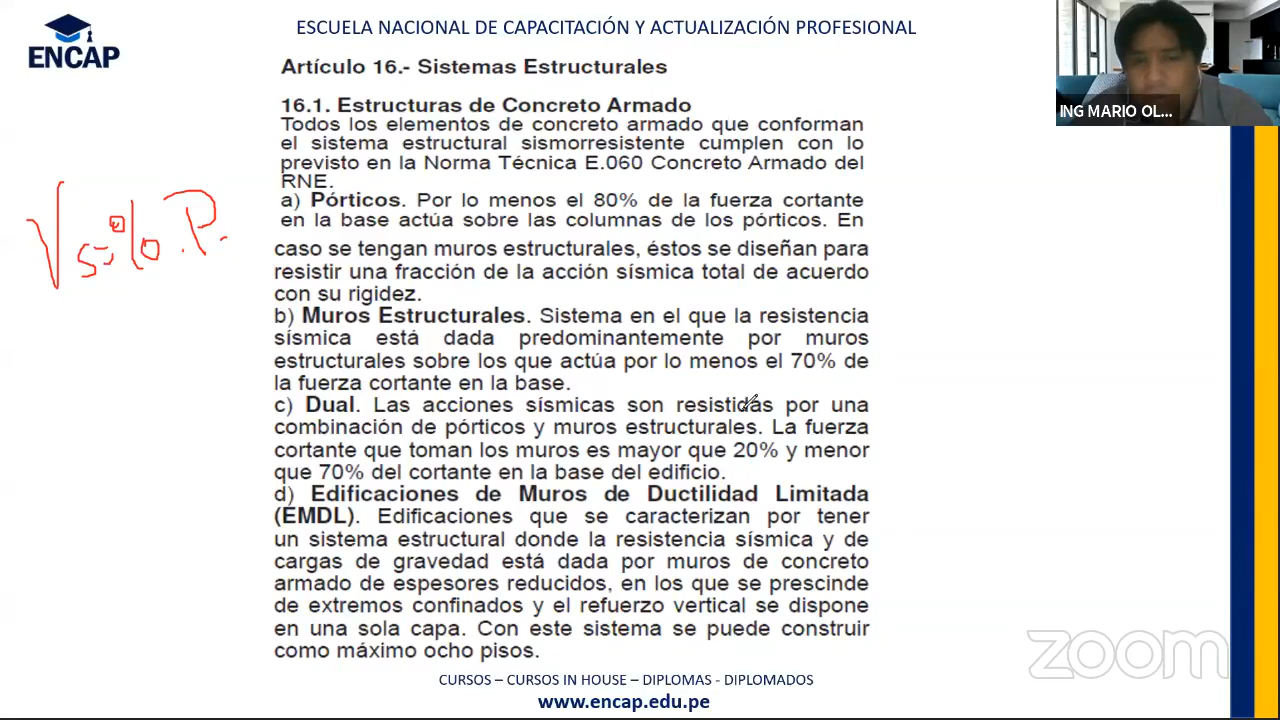 ESCUELA NACIONAL DE CAPACITACIÓN Y ACTUALIZACIÓN PROFESIONAL
ENCAP
ING MARIO OL...
Artículo 16.- Sistemas Estructurales
16.1. Estructuras de Concreto Armado
Todos los elementos de concreto armado que conforman
el sistema estructural sismorresistente cumplen con lo
previsto en la Norma Técnica E.060 Concreto Armado del
RNE.
a) Pórticos. Por lo menos el 80% de la fuerza cortante
en la base actúa sobre las columnas de los pórticos. En
caso se tengan muros estructurales, éstos se diseñan para
resistir una fracción de la acción sísmica total de acuerdo
con su rigidez.
b) Muros Estructurales. Sistema en el que la resistencia
sísmica está dada predominantemente por muros
estructurales sobre los que actúa por lo menos el 70% de
la fuerza cortante en la base.
c) Dual. Las acciones sísmicas son resistidas por una
combinación de pórticos y muros estructurales. La fuerza
cortante que toman los muros es mayor que 20% y menor
que 70% del cortante en la base del edificio.
d) Edificaciones de Muros de Ductilidad Limitada
(EMDL). Edificaciones que se caracterizan por tener
un sistema estructural donde la resistencia sísmica y de
cargas de gravedad está dada por muros de concreto
armado de espesores reducidos, en los que se prescinde
de extremos confinados y el refuerzo vertical se dispone
en una sola capa. Con este sistema se puede construir
como máximo ocho pisos.
zoom
CURSOS – CURSOS IN HOUSE – DIPLOMAS - DIPLOMADOS
www.encap.edu.pe